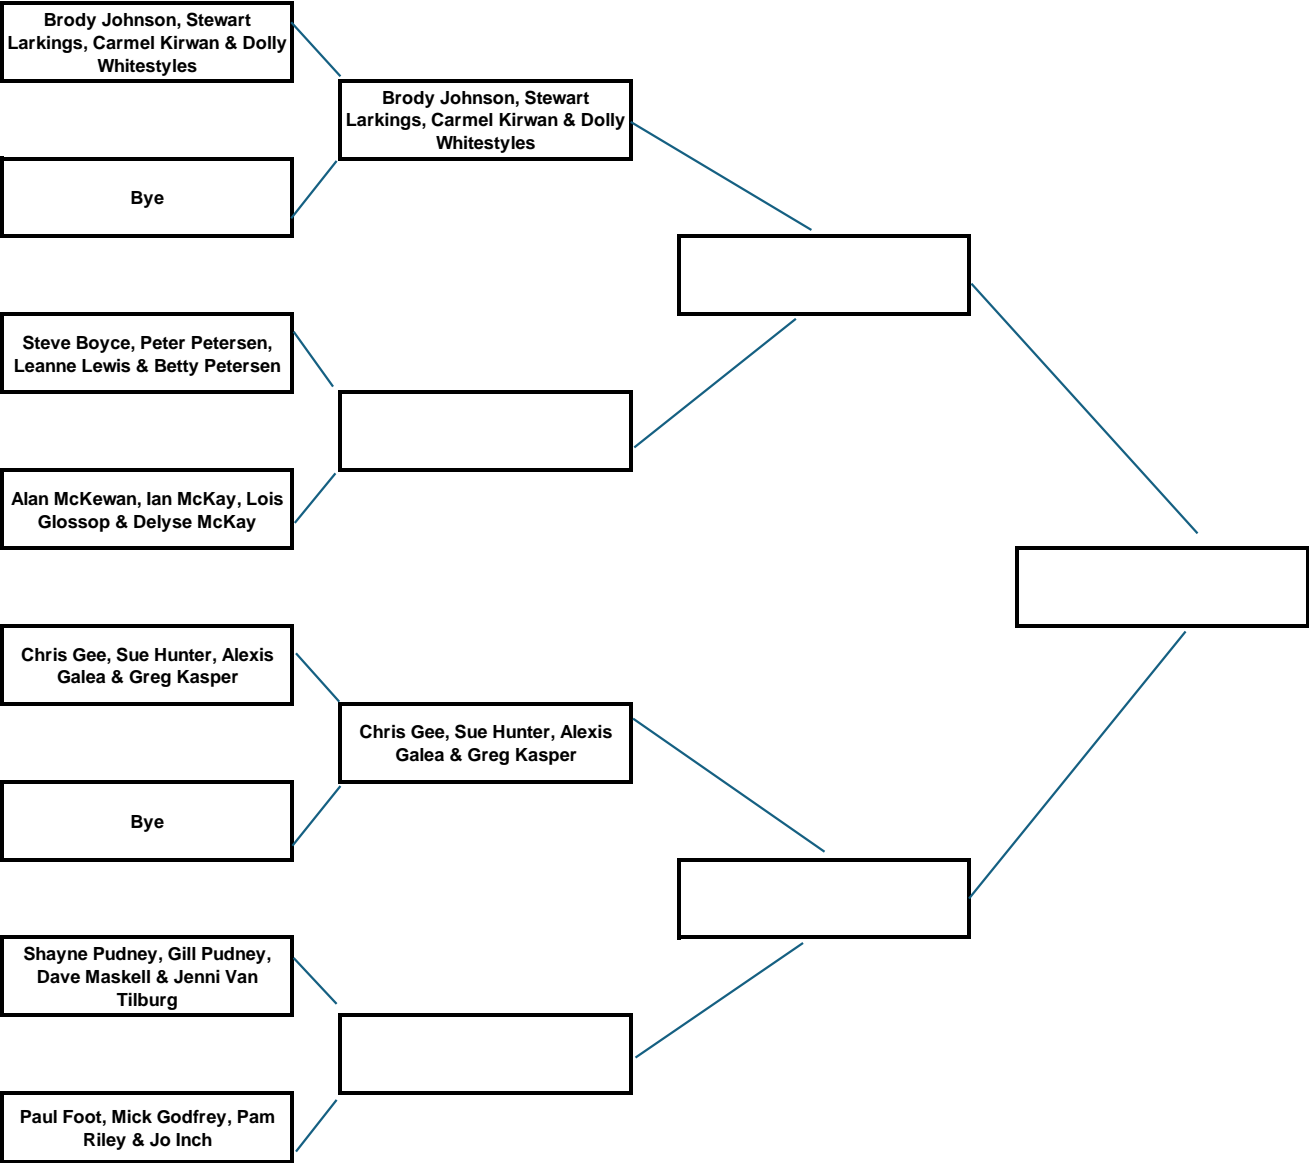 Brody Johnson, Stewart
Larkings, Carmel Kirwan & Dolly
Whitestyles
Brody Johnson, Stewart
Larkings, Carmel Kirwan & Dolly
Whitestyles
Bye
Steve Boyce, Peter Petersen,
Leanne Lewis & Betty Petersen
Alan McKewan, Ian McKay, Lois
Glossop & Delyse McKay
Chris Gee, Sue Hunter, Alexis
Galea & Greg Kasper
Chris Gee, Sue Hunter, Alexis
Galea & Greg Kasper
Bye
Shayne Pudney, Gill Pudney,
Dave Maskell & Jenni Van
Tilburg
Paul Foot, Mick Godfrey, Pam
Riley & Jo Inch